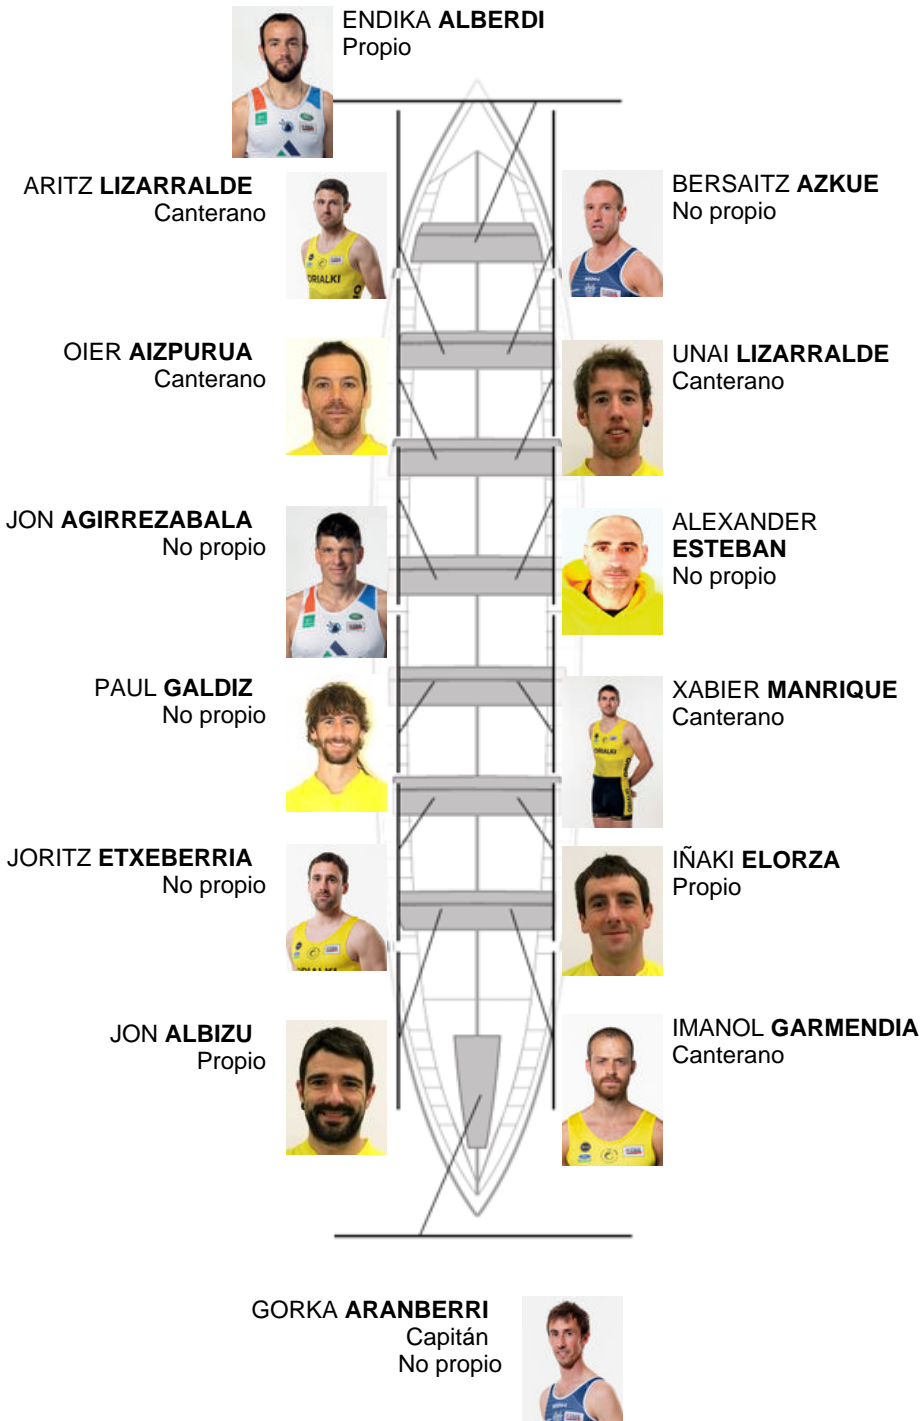 ENDIKA ALBERDI
Propio
ARITZ LIZARRALDE
Canterano
BERSAITZ AZKUE
No propio
OIER AIZPURUA
Canterano
UNAI LIZARRALDE
Canterano
JON AGIRREZABALA
No propio
ALEXANDER
ESTEBAN
No propio
PAUL GALDIZ
No propio
XABIER MANRIQUE
Canterano
JORITZ ETXEBERRIA
No propio
IÑAKI ELORZA
Propio
JON ALBIZU
Propio
IMANOL GARMENDIA
Canterano
GORKA ARANBERRI
Capitán
No propio